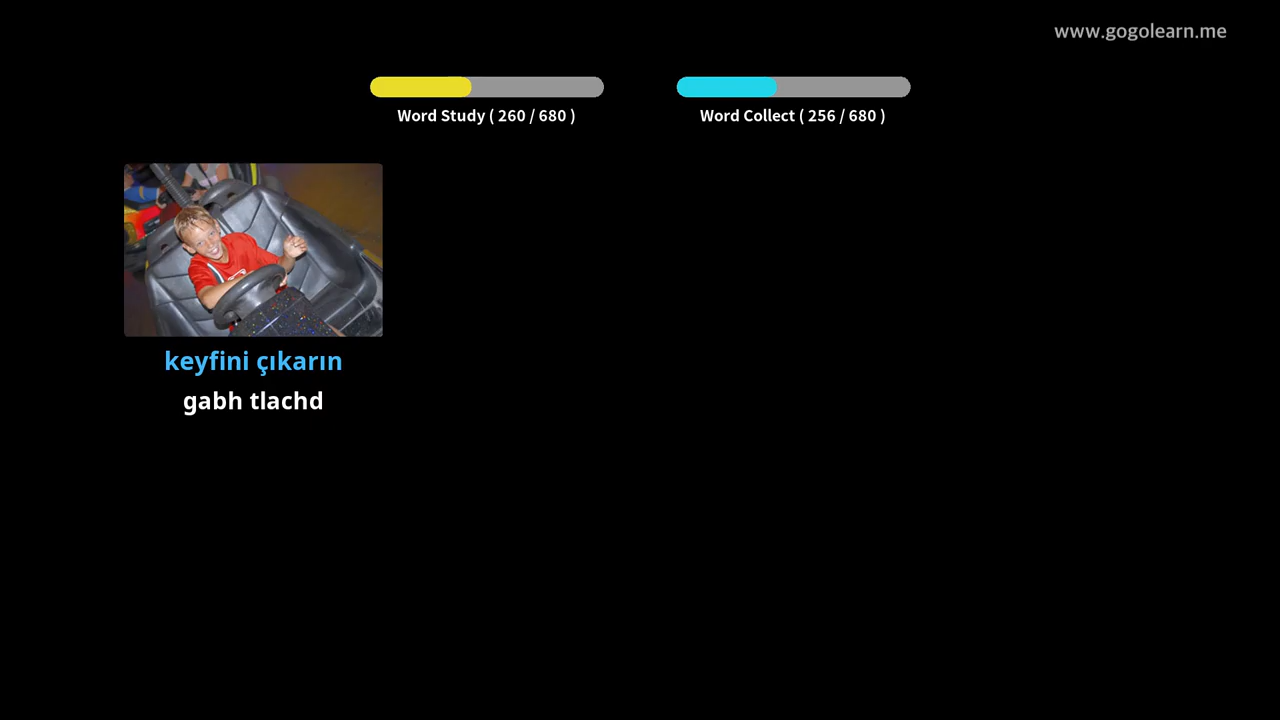 www.gogolearn.me
Word Study ( 260 / 680 )
Word Collect ( 256 / 680 )
keyfini çıkarın
gabh tlachd